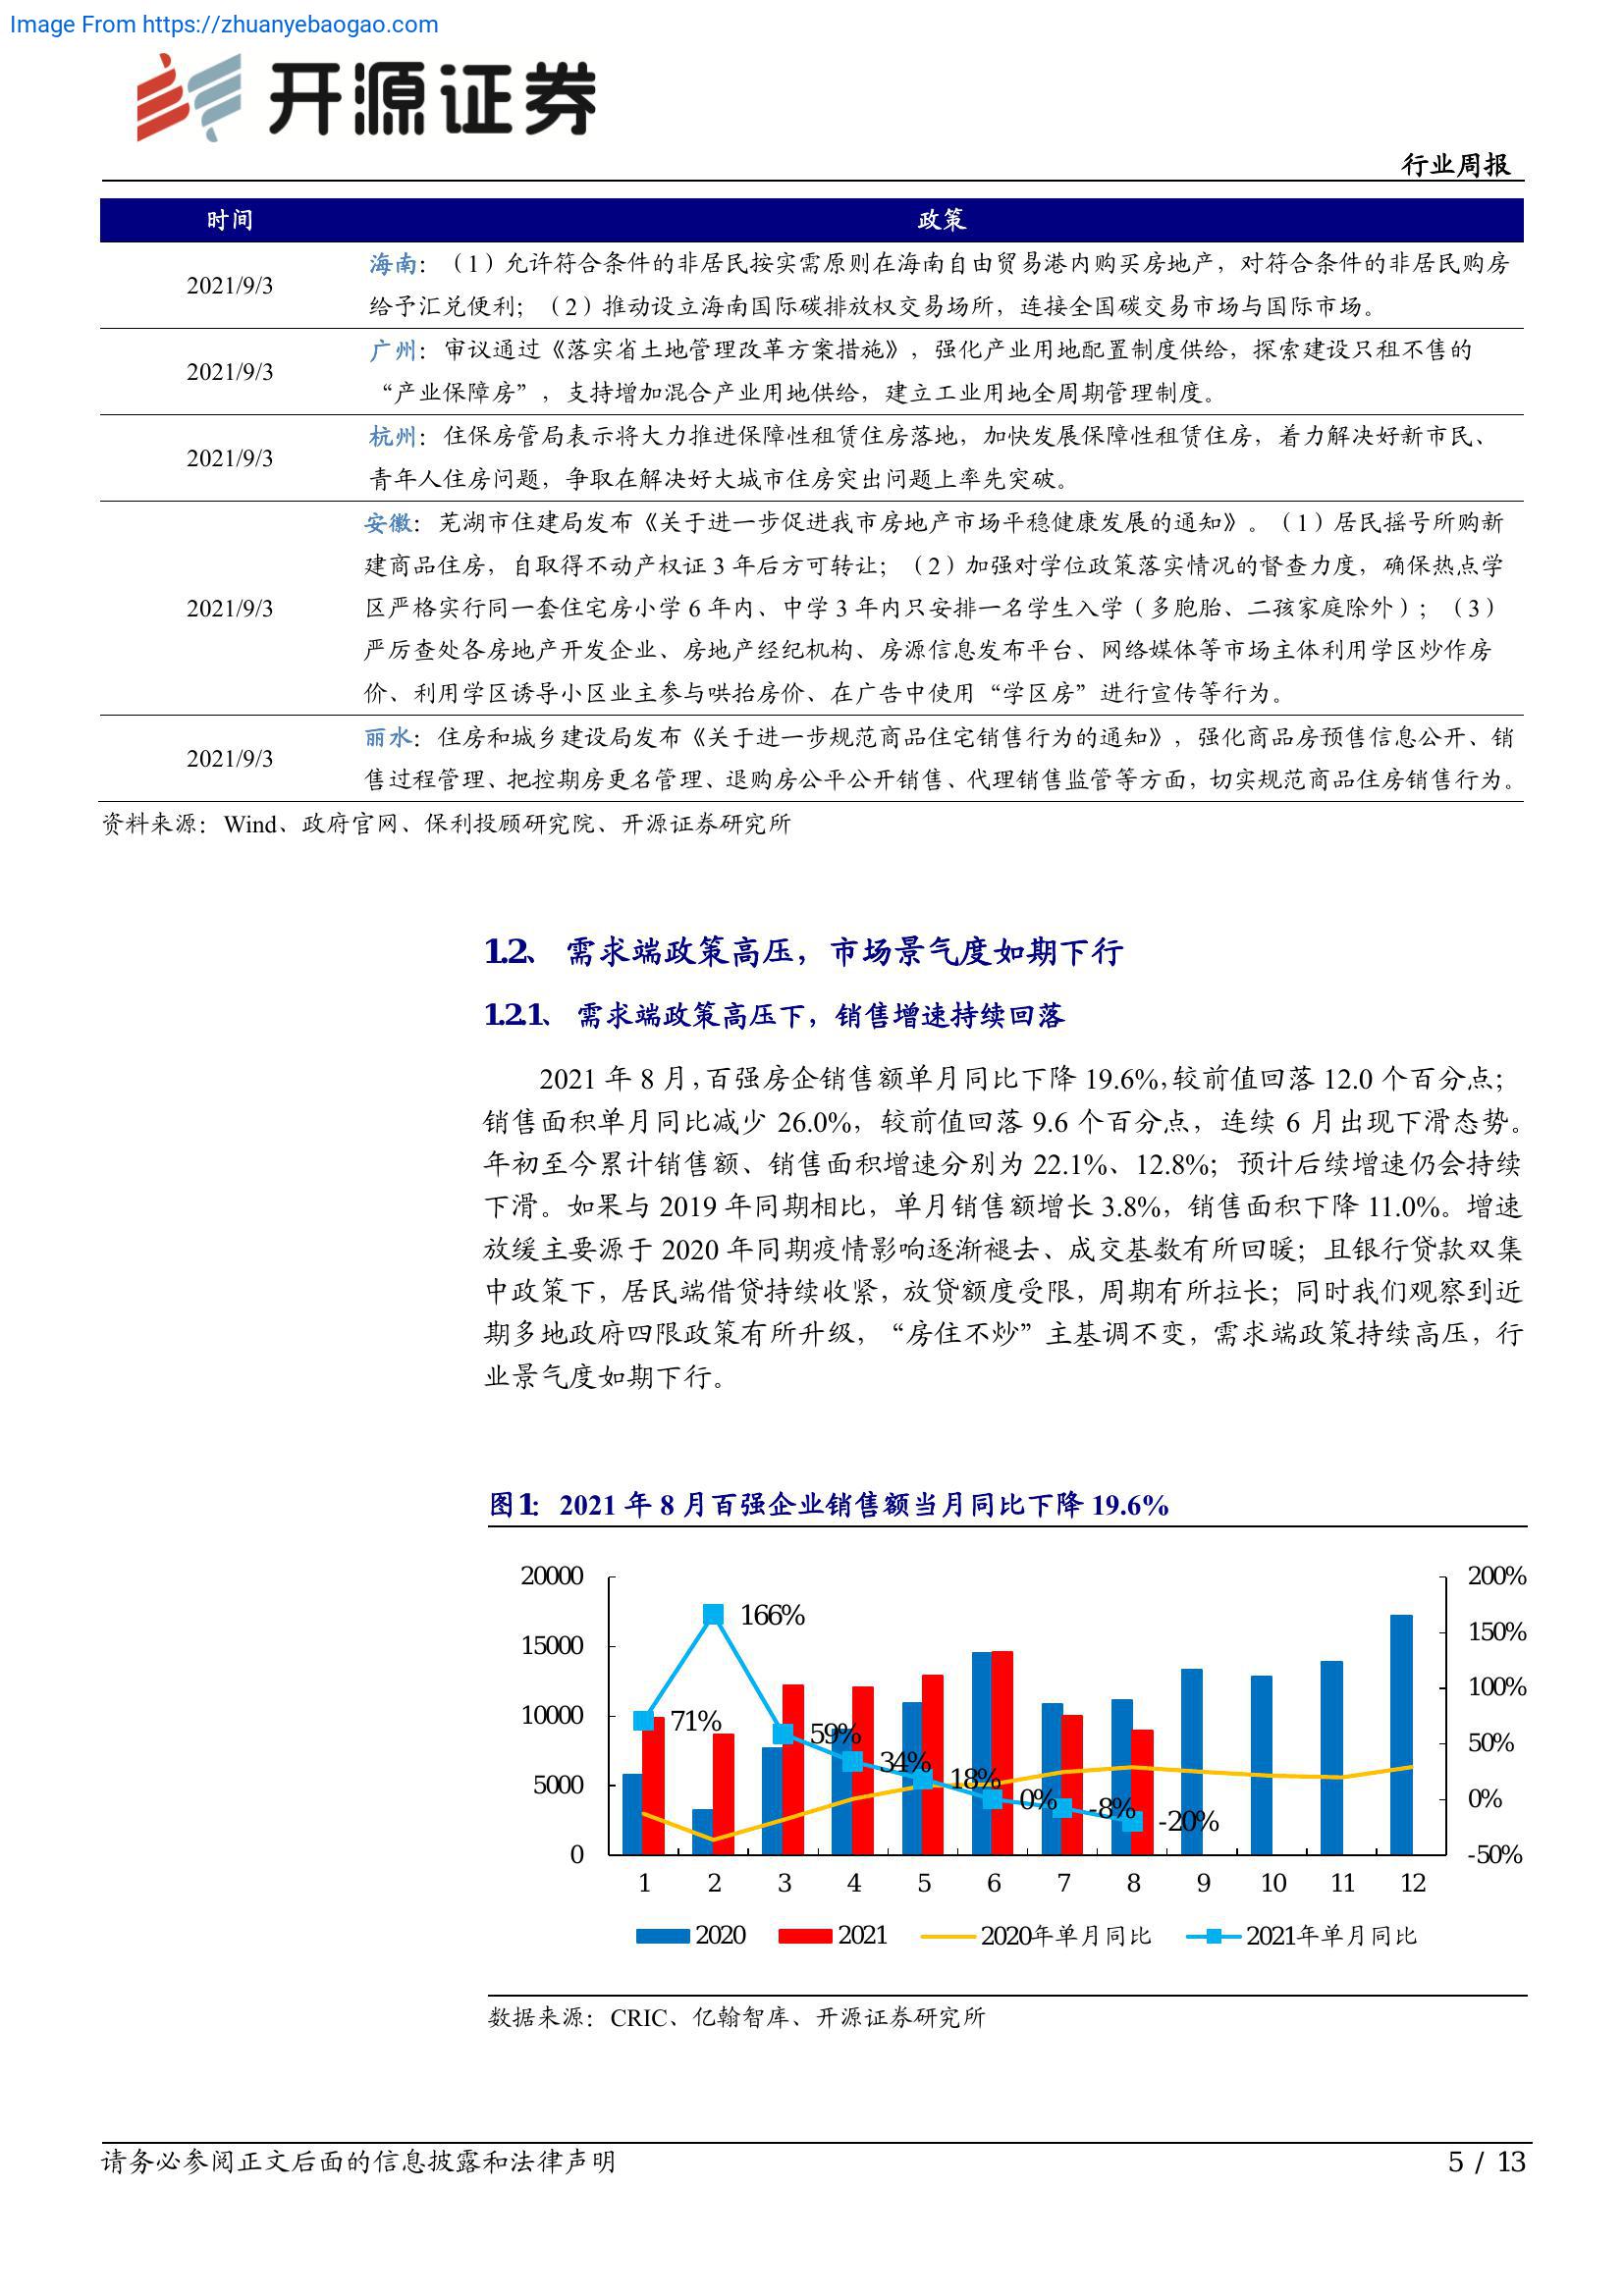 Image From https://zhuanyebaogao.com
开源证券
行业周报
时间 政策
2021/9/3 海南：（1）允许符合条件的非居民按实需原则在海南自由贸易港内购买房地产，对符合条件的非居民购房
给予汇兑便利；（2）推动设立海南国际碳排放权交易场所，连接全国碳交易市场与国际市场。
2021/9/3 广州：审议通过《落实省土地管理改革方案措施》，强化产业用地配置制度供给，探索建设只租不售的
“产业保障房”，支持增加混合产业用地供给，建立工业用地全周期管理制度。
2021/9/3 杭州：住保房管局表示将大力推进保障性租赁住房落地，加快发展保障性租赁住房，着力解决好新市民、
青年人住房问题，争取在解决好大城市住房突出问题上率先突破。
2021/9/3 安徽：芜湖市住建局发布《关于进一步促进我市房地产市场平稳健康发展的通知》。（1）居民摇号所购新
建商品住房，自取得不动产权证 3 年后方可转让；（2）加强对学位政策落实情况的督查力度，确保热点学
区严格实行同一套住宅房小学 6 年内、中学 3 年内只安排一名学生入学（多胞胎、二孩家庭除外）；（3）
严厉查处各房地产开发企业、房地产经纪机构、房源信息发布平台、网络媒体等市场主体利用学区炒作房
价、利用学区诱导小区业主参与哄抬房价、在广告中使用“学区房”进行宣传等行为。
2021/9/3 丽水：住房和城乡建设局发布《关于进一步规范商品住宅销售行为的通知》，强化商品房预售信息公开、销
售过程管理、把控期房更名管理、退购房公平公开销售、代理销售监管等方面，切实规范商品住房销售行为。
资料来源：Wind、政府官网、保利投顾研究院、开源证券研究所
1.2、 需求端政策高压，市场景气度如期下行
1.2.1、 需求端政策高压下，销售增速持续回落
2021 年 8 月，百强房企销售额单月同比下降 19.6%，较前值回落 12.0 个百分点；
销售面积单月同比减少 26.0%，较前值回落 9.6 个百分点，连续 6 月出现下滑态势。
年初至今累计销售额、销售面积增速分别为 22.1%、12.8%；预计后续增速仍会持续
下滑。如果与 2019 年同期相比，单月销售额增长 3.8%，销售面积下降 11.0%。增速
放缓主要源于 2020 年同期疫情影响逐渐褪去、成交基数有所回暖；且银行贷款双集
中政策下，居民端借贷持续收紧，放贷额度受限，周期有所拉长；同时我们观察到近
期多地政府四限政策有所升级，“房住不炒”主基调不变，需求端政策持续高压，行
业景气度如期下行。
图1： 2021 年 8 月百强企业销售额当月同比下降 19.6%
20000 200%
166%
15000 150%
100%
10000 71% 59% 50%
34%
5000 18% 0% -8% -20% 0%
0 -50%
1 2 3 4 5 6 7 8 9 10 11 12
2020 2021 2020年单月同比 2021年单月同比
数据来源：CRIC、亿翰智库、开源证券研究所
请务必参阅正文后面的信息披露和法律声明 5 / 13